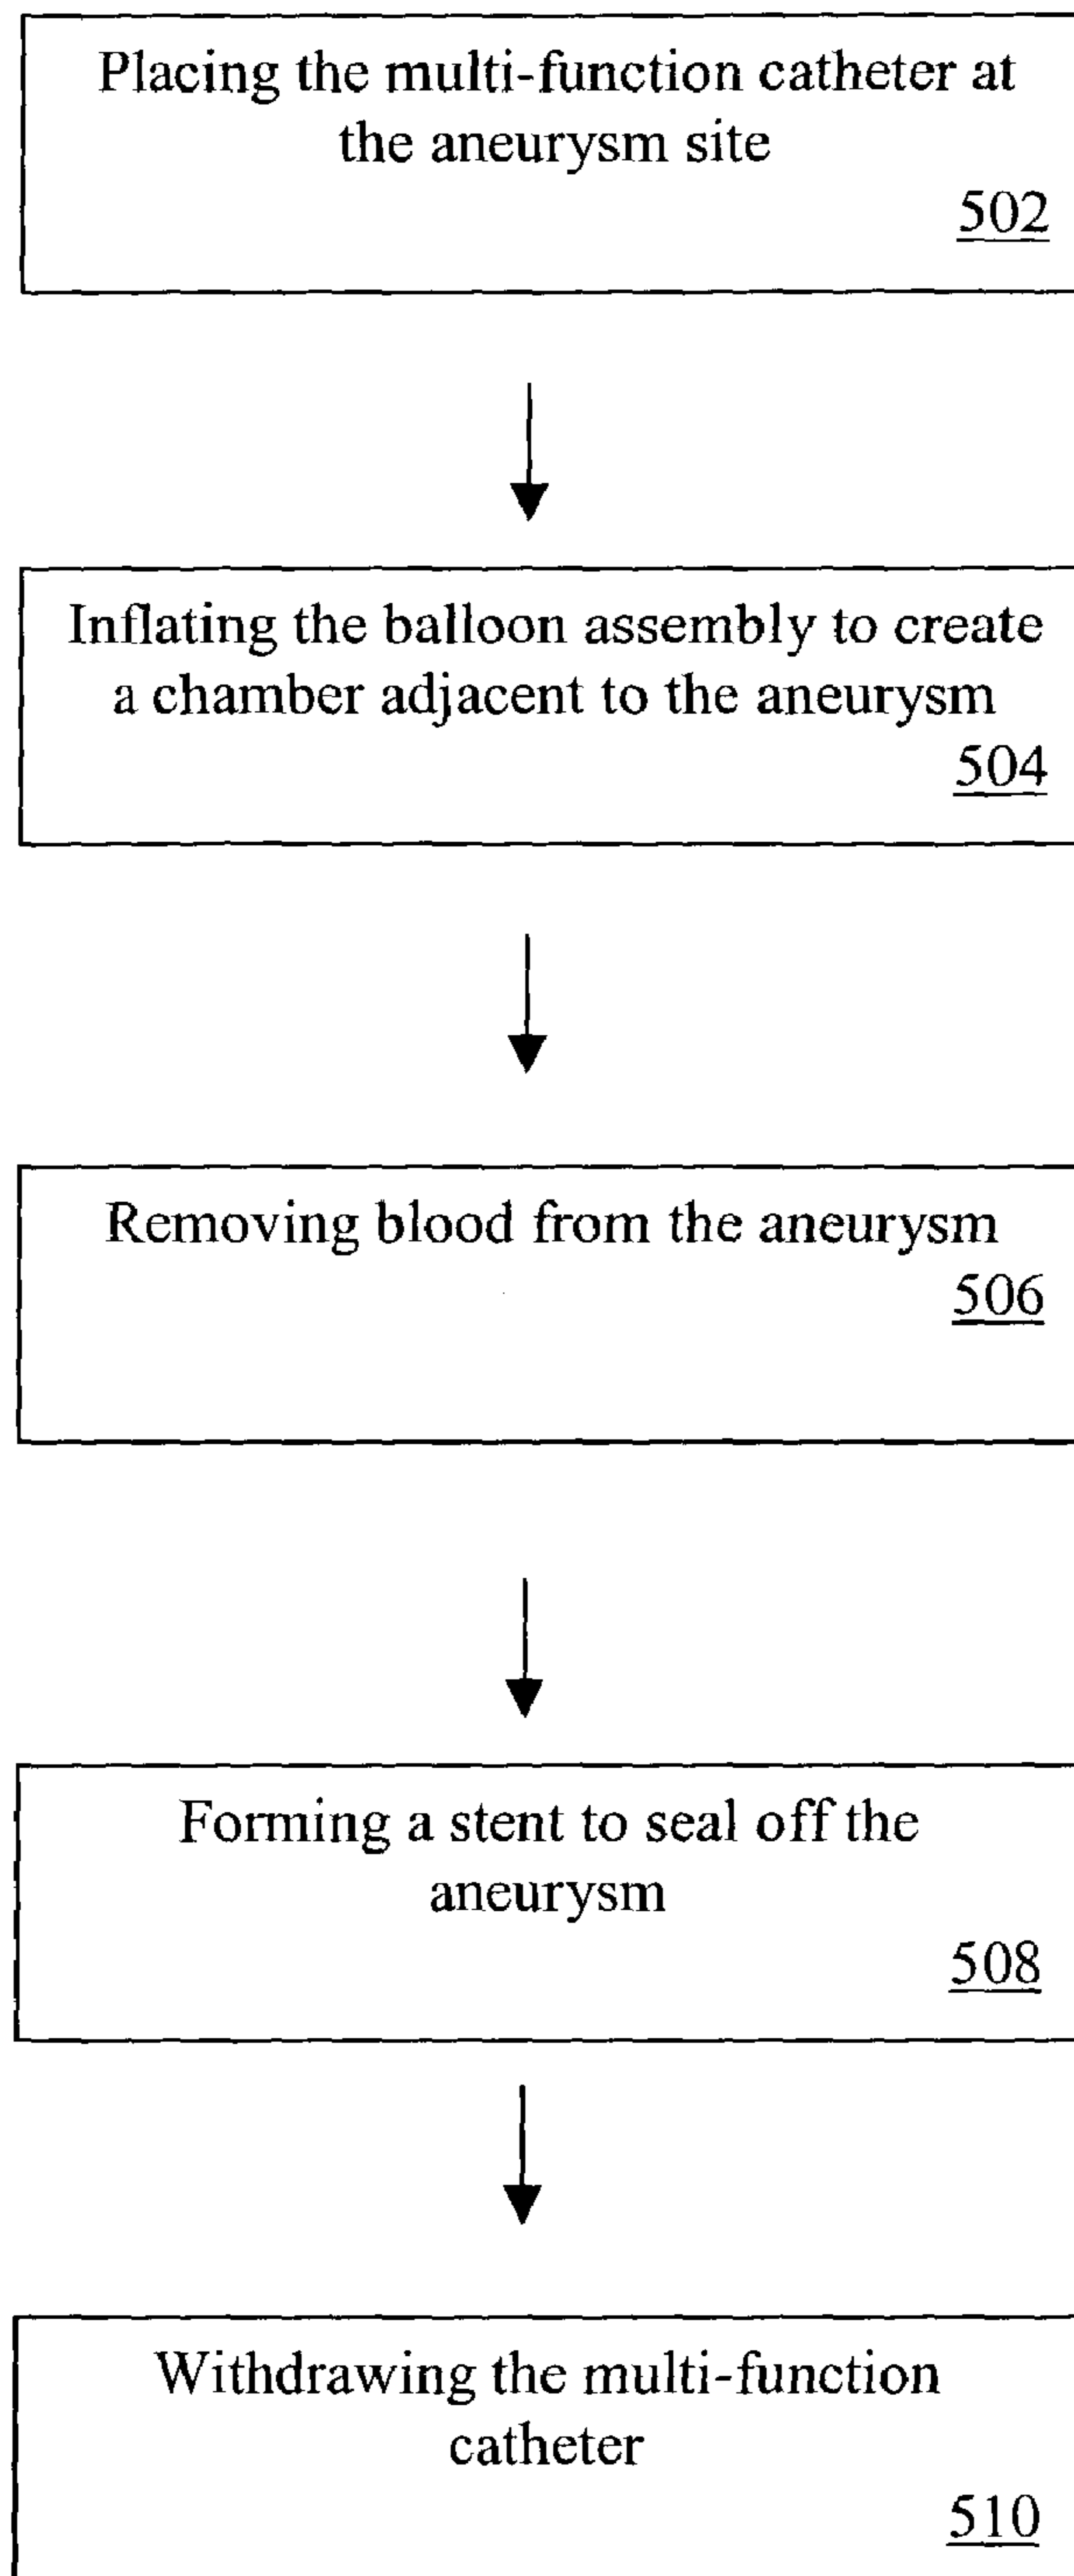 Placing the multi-function catheter at
the aneurysm site
502
Inflating the balloon assembly to create
a chamber adjacent to the aneurysm
504
Removing blood from the aneurysm
506
Forming a stent to seal off the
aneurysm
508
Withdrawing the multi-function
catheter
510